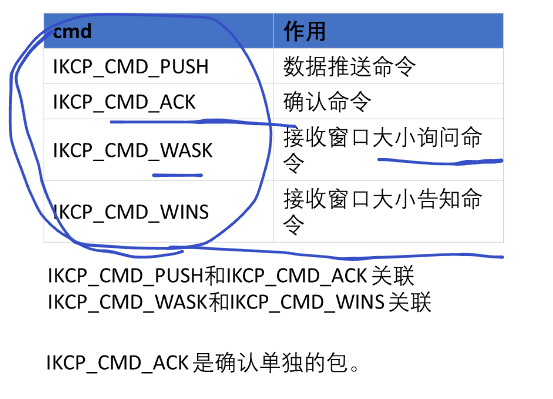 cmd 作用
IKCP_CMD_PUSH 数据推送命令
IKCP_CMD_ACK 确认命令
IKCP_CMD_WASK 接收窗口大小询问命
令
IKCP_CMD_WINS 接收窗口大小告知命
令
IKCP_CMD_PUSH和IKCP_CMD_ACK关联
IKCP_CMD_WASK和IKCP_CMD_WINS关联
IKCP_CMD_ACK是确认单独的包。